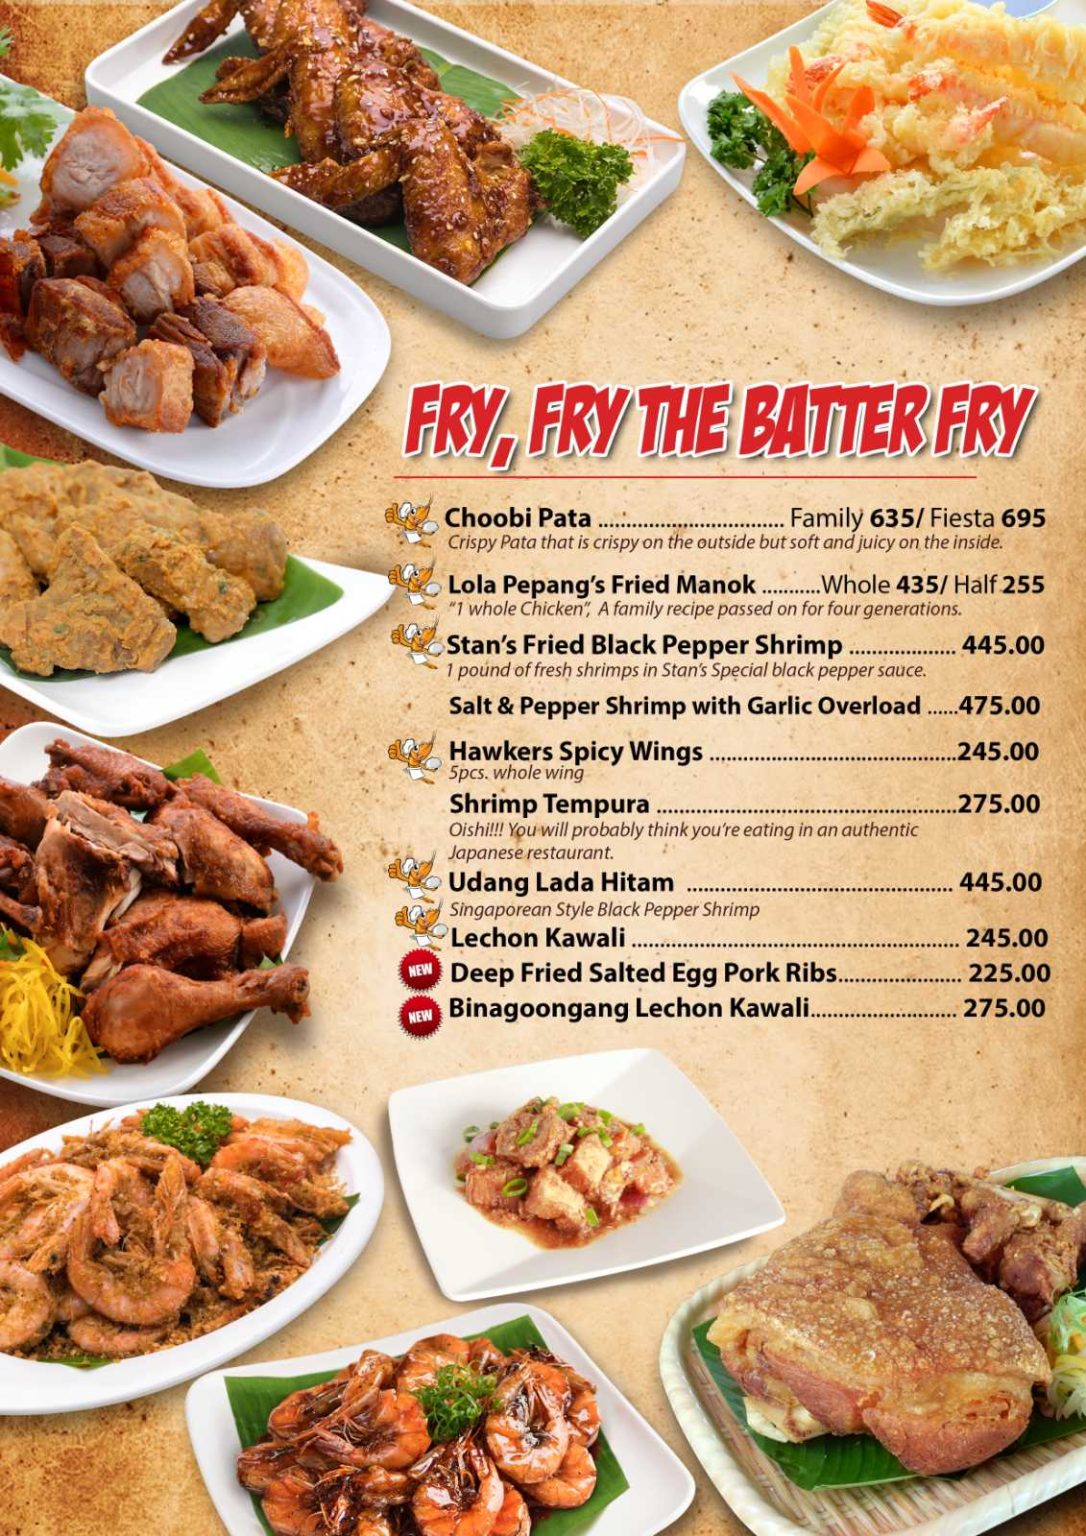 FRY, FRY THE BATTER FRY
Choobi Pata ................................. Family 635/ Fiesta 695
Crispy Pata that is crispy on the outside but soft and juicy on the inside.
Lola Pepang's Fried Manok ...........Whole 435/ Half 255
"1 whole Chicken", A family recipe passed on for four generations.
Stan's Fried Black Pepper Shrimp ................... 445.00
1 pound of fresh shrimps in Stan's Special black pepper sauce.
Salt & Pepper Shrimp with Garlic Overload ......475.00
Hawkers Spicy Wings ............................................245.00
5pcs. whole wing
Shrimp Tempura .....................................................275.00
Oishi!!! You will probably think you're eating in an authentic
Japanese restaurant.
Udang Lada Hitam ............................................... 445.00
Singaporean Style Black Pepper Shrimp
Lechon Kawali .......................................................... 245.00
NEW Deep Fried Salted Egg Pork Ribs...................... 225.00
NEW Binagoongang Lechon Kawali.......................... 275.00